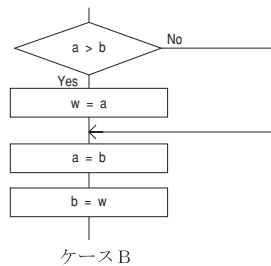 a > b
No
Yes
w = a
a = b
b = w
ケースB